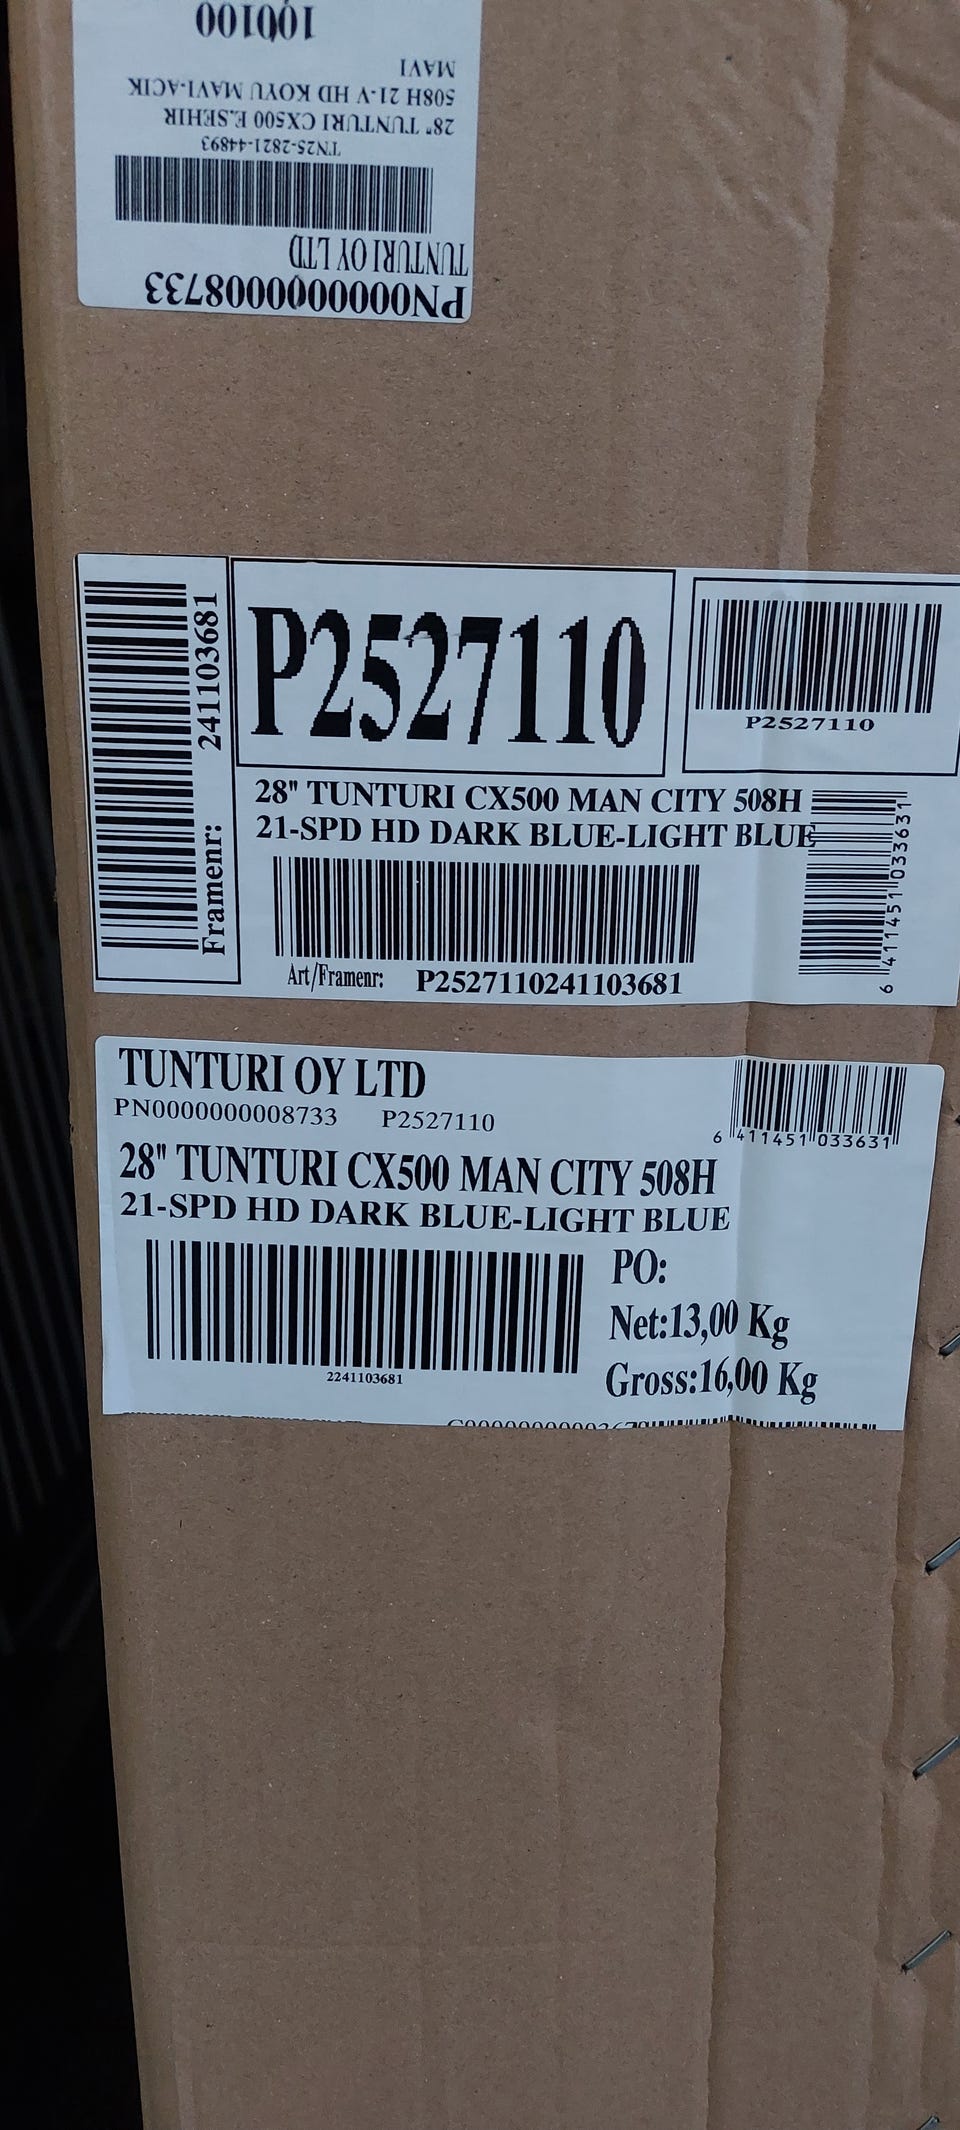 100100
MAVI
508H 21-V HD KOYU MAVI-ACIK
28" TUNTURI CX500 E.SEHIR
TN25-2821-44893
TUNTURI OY LTD
PN0000000008733
Framenr: 241103681
P2527110
P2527110
28" TUNTURI CX500 MAN CITY 508H
21-SPD HD DARK BLUE-LIGHT BLUE
6 411451 033631
Art/Framenr: P2527110241103681
TUNTURI OY LTD
PN0000000008733 P2527110
6 411451 033631
28" TUNTURI CX500 MAN CITY 508H
21-SPD HD DARK BLUE-LIGHT BLUE
PO:
Net:13,00 Kg
Gross:16,00 Kg
2241103681